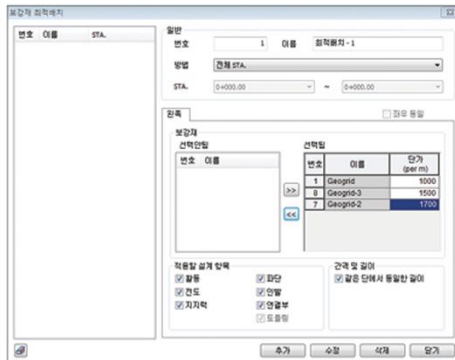 보강재 최적배치
번호 이름 STA.
일반
번호 1 이름 최적배치-1
방법 전체 STA.
STA. 0+000.00 ~ 0+000.00
왼쪽 좌우 동일
보강재
선택안됨 선택됨
번호 이름
번호 이름 단가 (per m)
1 Geogrid 1000
8 Geogrid-3 1500
7 Geogrid-2 1700
>>
<<
적용할 설계 항목
활동 파단
전도 인발
지지력 연결부
토플링
간격 및 길이
같은 단에서 동일한 길이
추가 수정 삭제 닫기